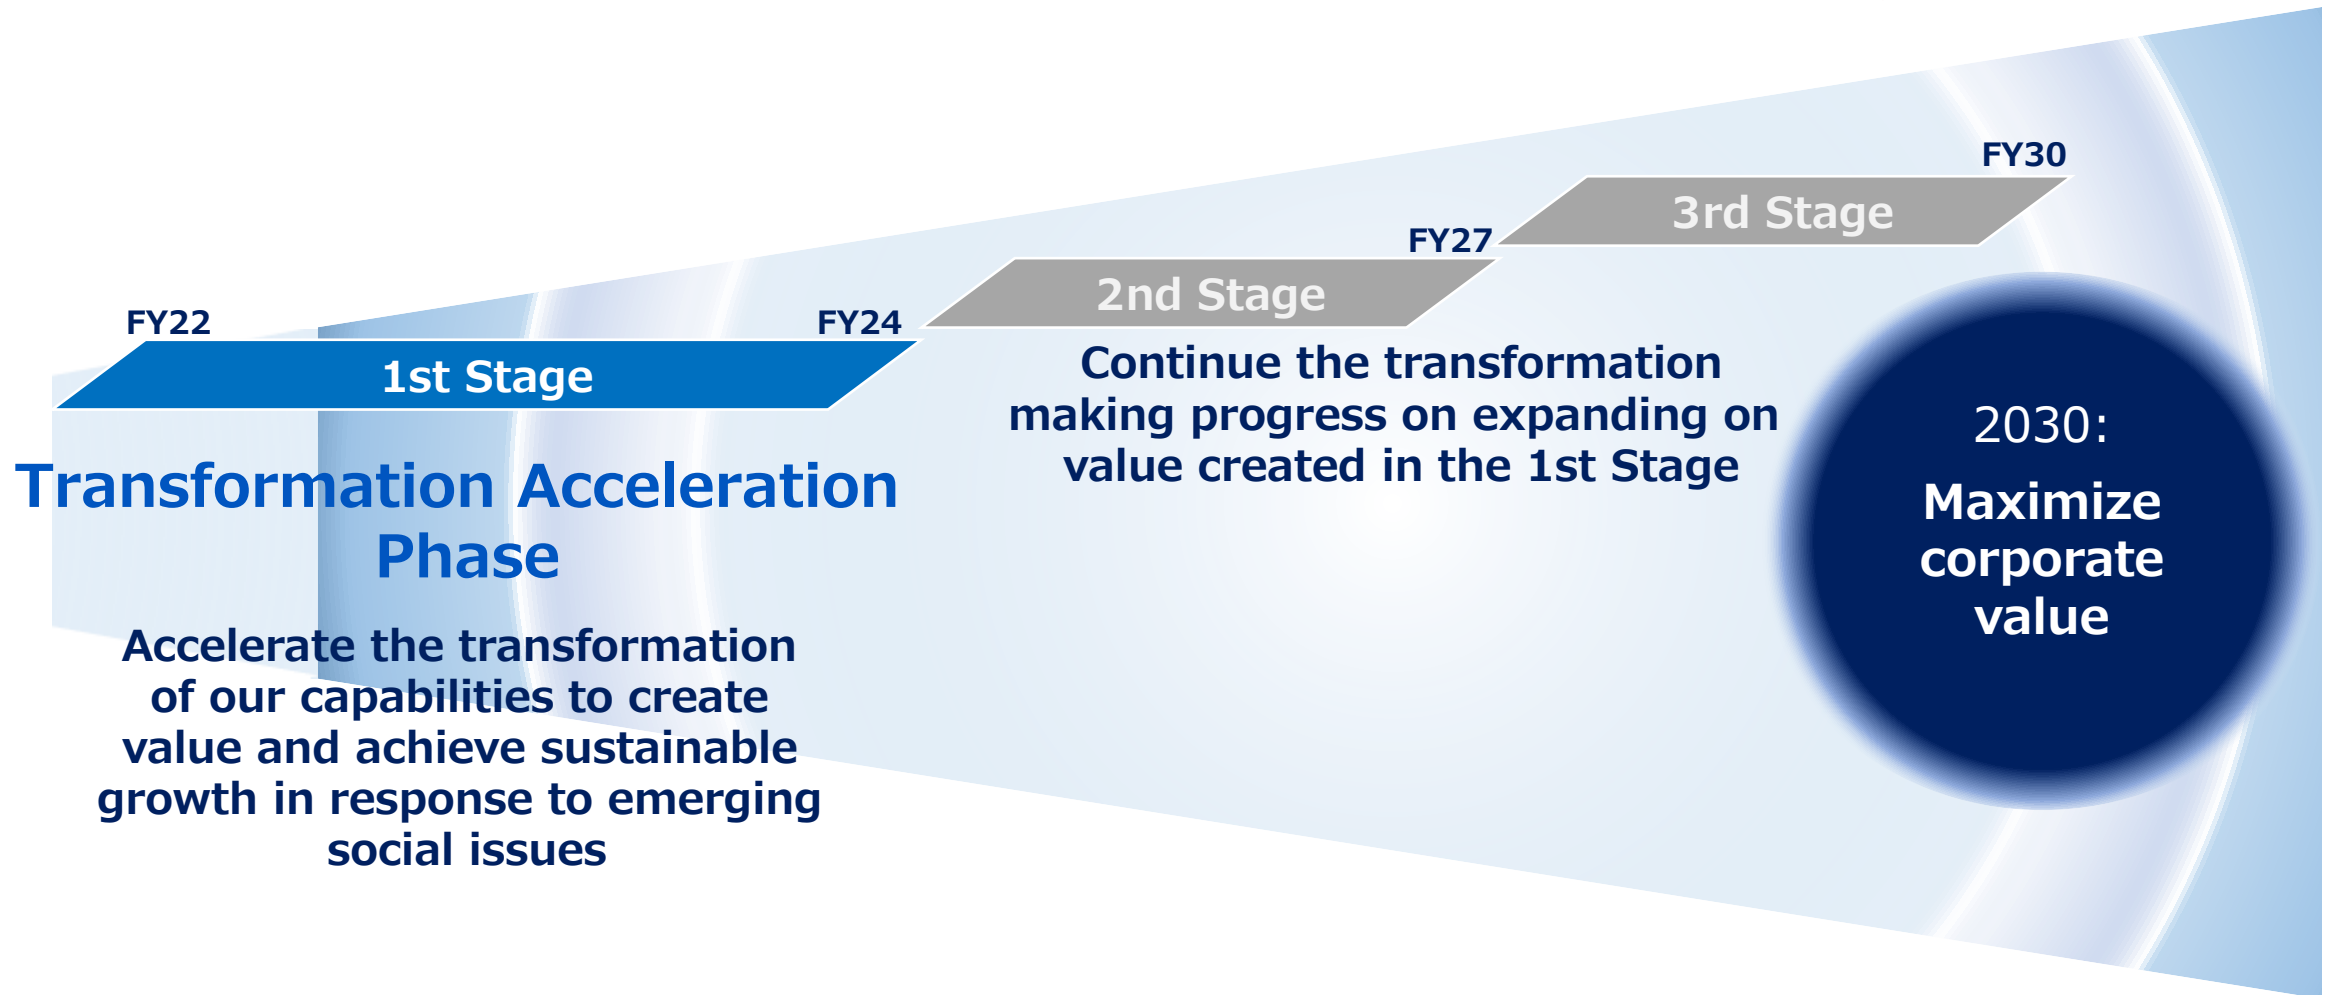 FY22
FY24
1st Stage
Transformation Acceleration
Phase
Accelerate the transformation
of our capabilities to create
value and achieve sustainable
growth in response to emerging
social issues
FY27
2nd Stage
Continue the transformation
making progress on expanding on
value created in the 1st Stage
FY30
3rd Stage
2030:
Maximize
corporate
value